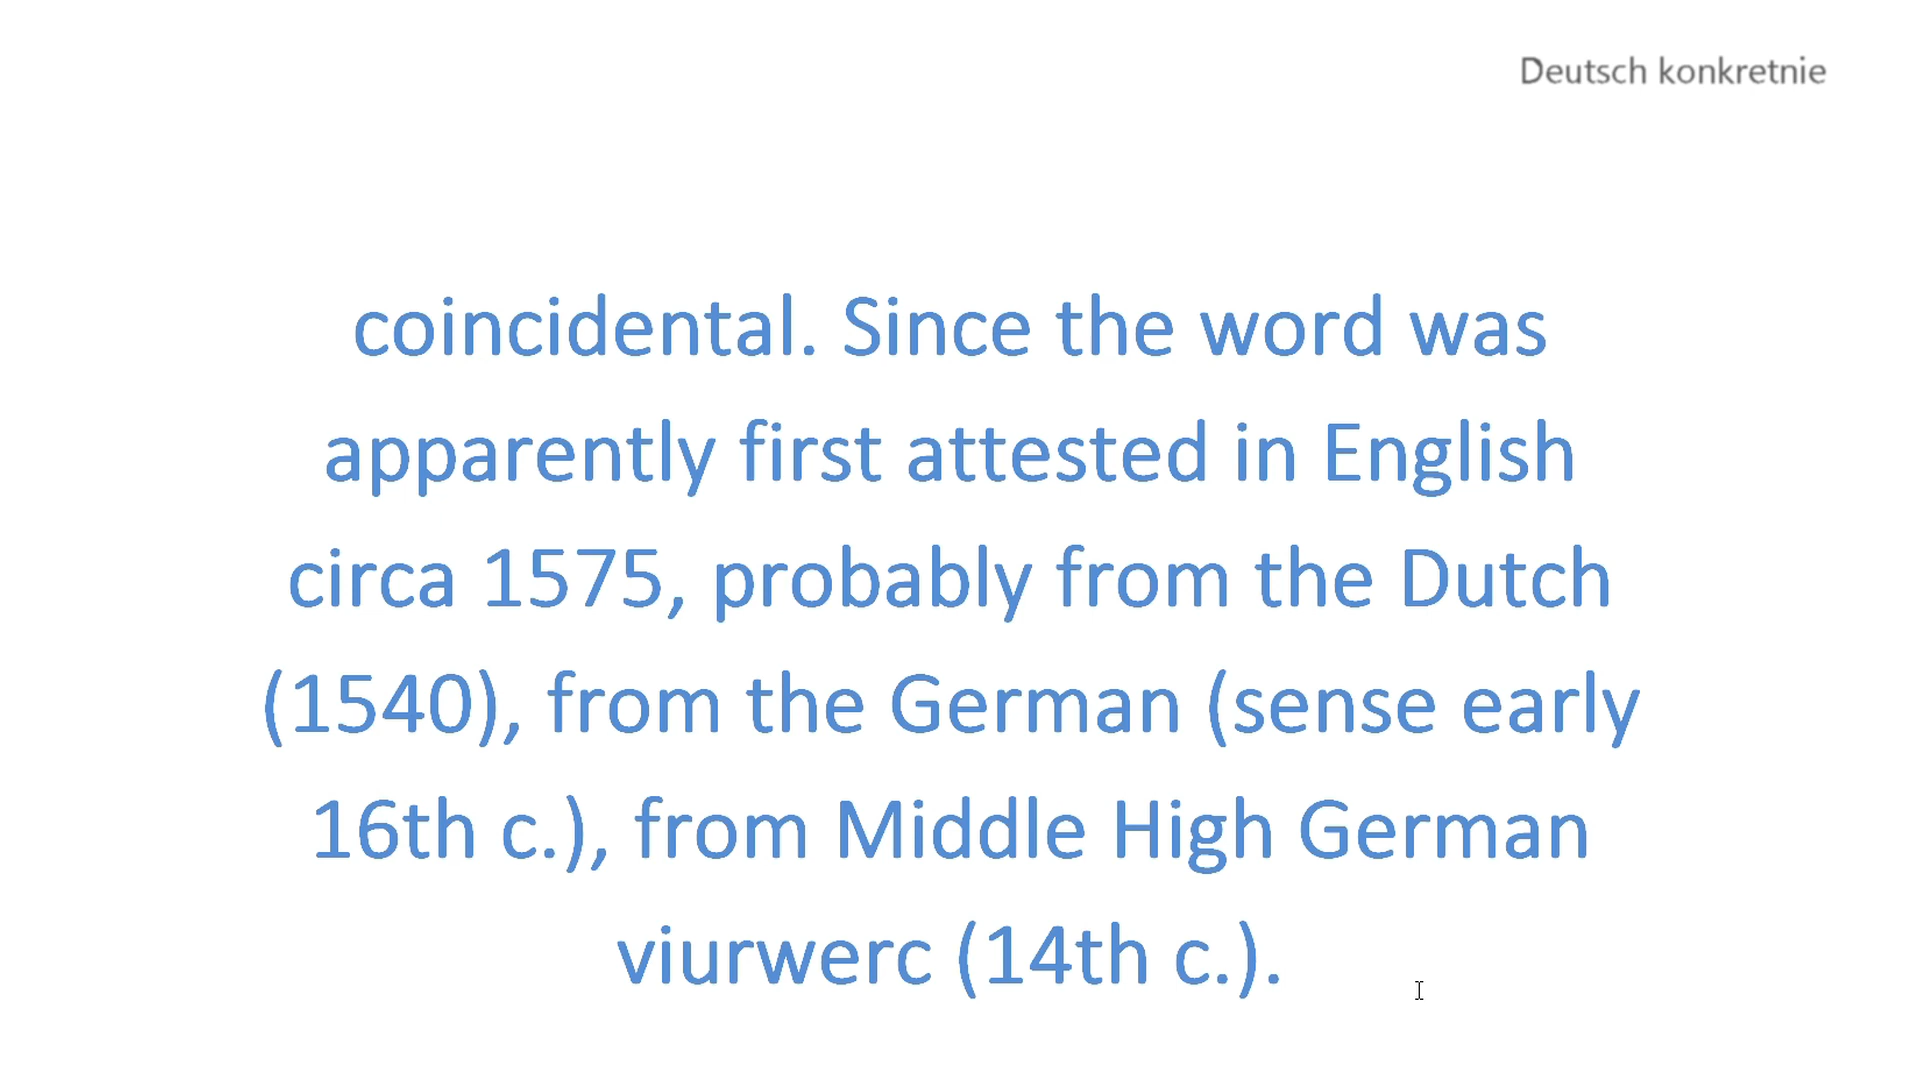 Deutsch konkretnie
coincidental. Since the word was
apparently first attested in English
circa 1575, probably from the Dutch
(1540), from the German (sense early
16th c.), from Middle High German
viurwerc (14th c.).